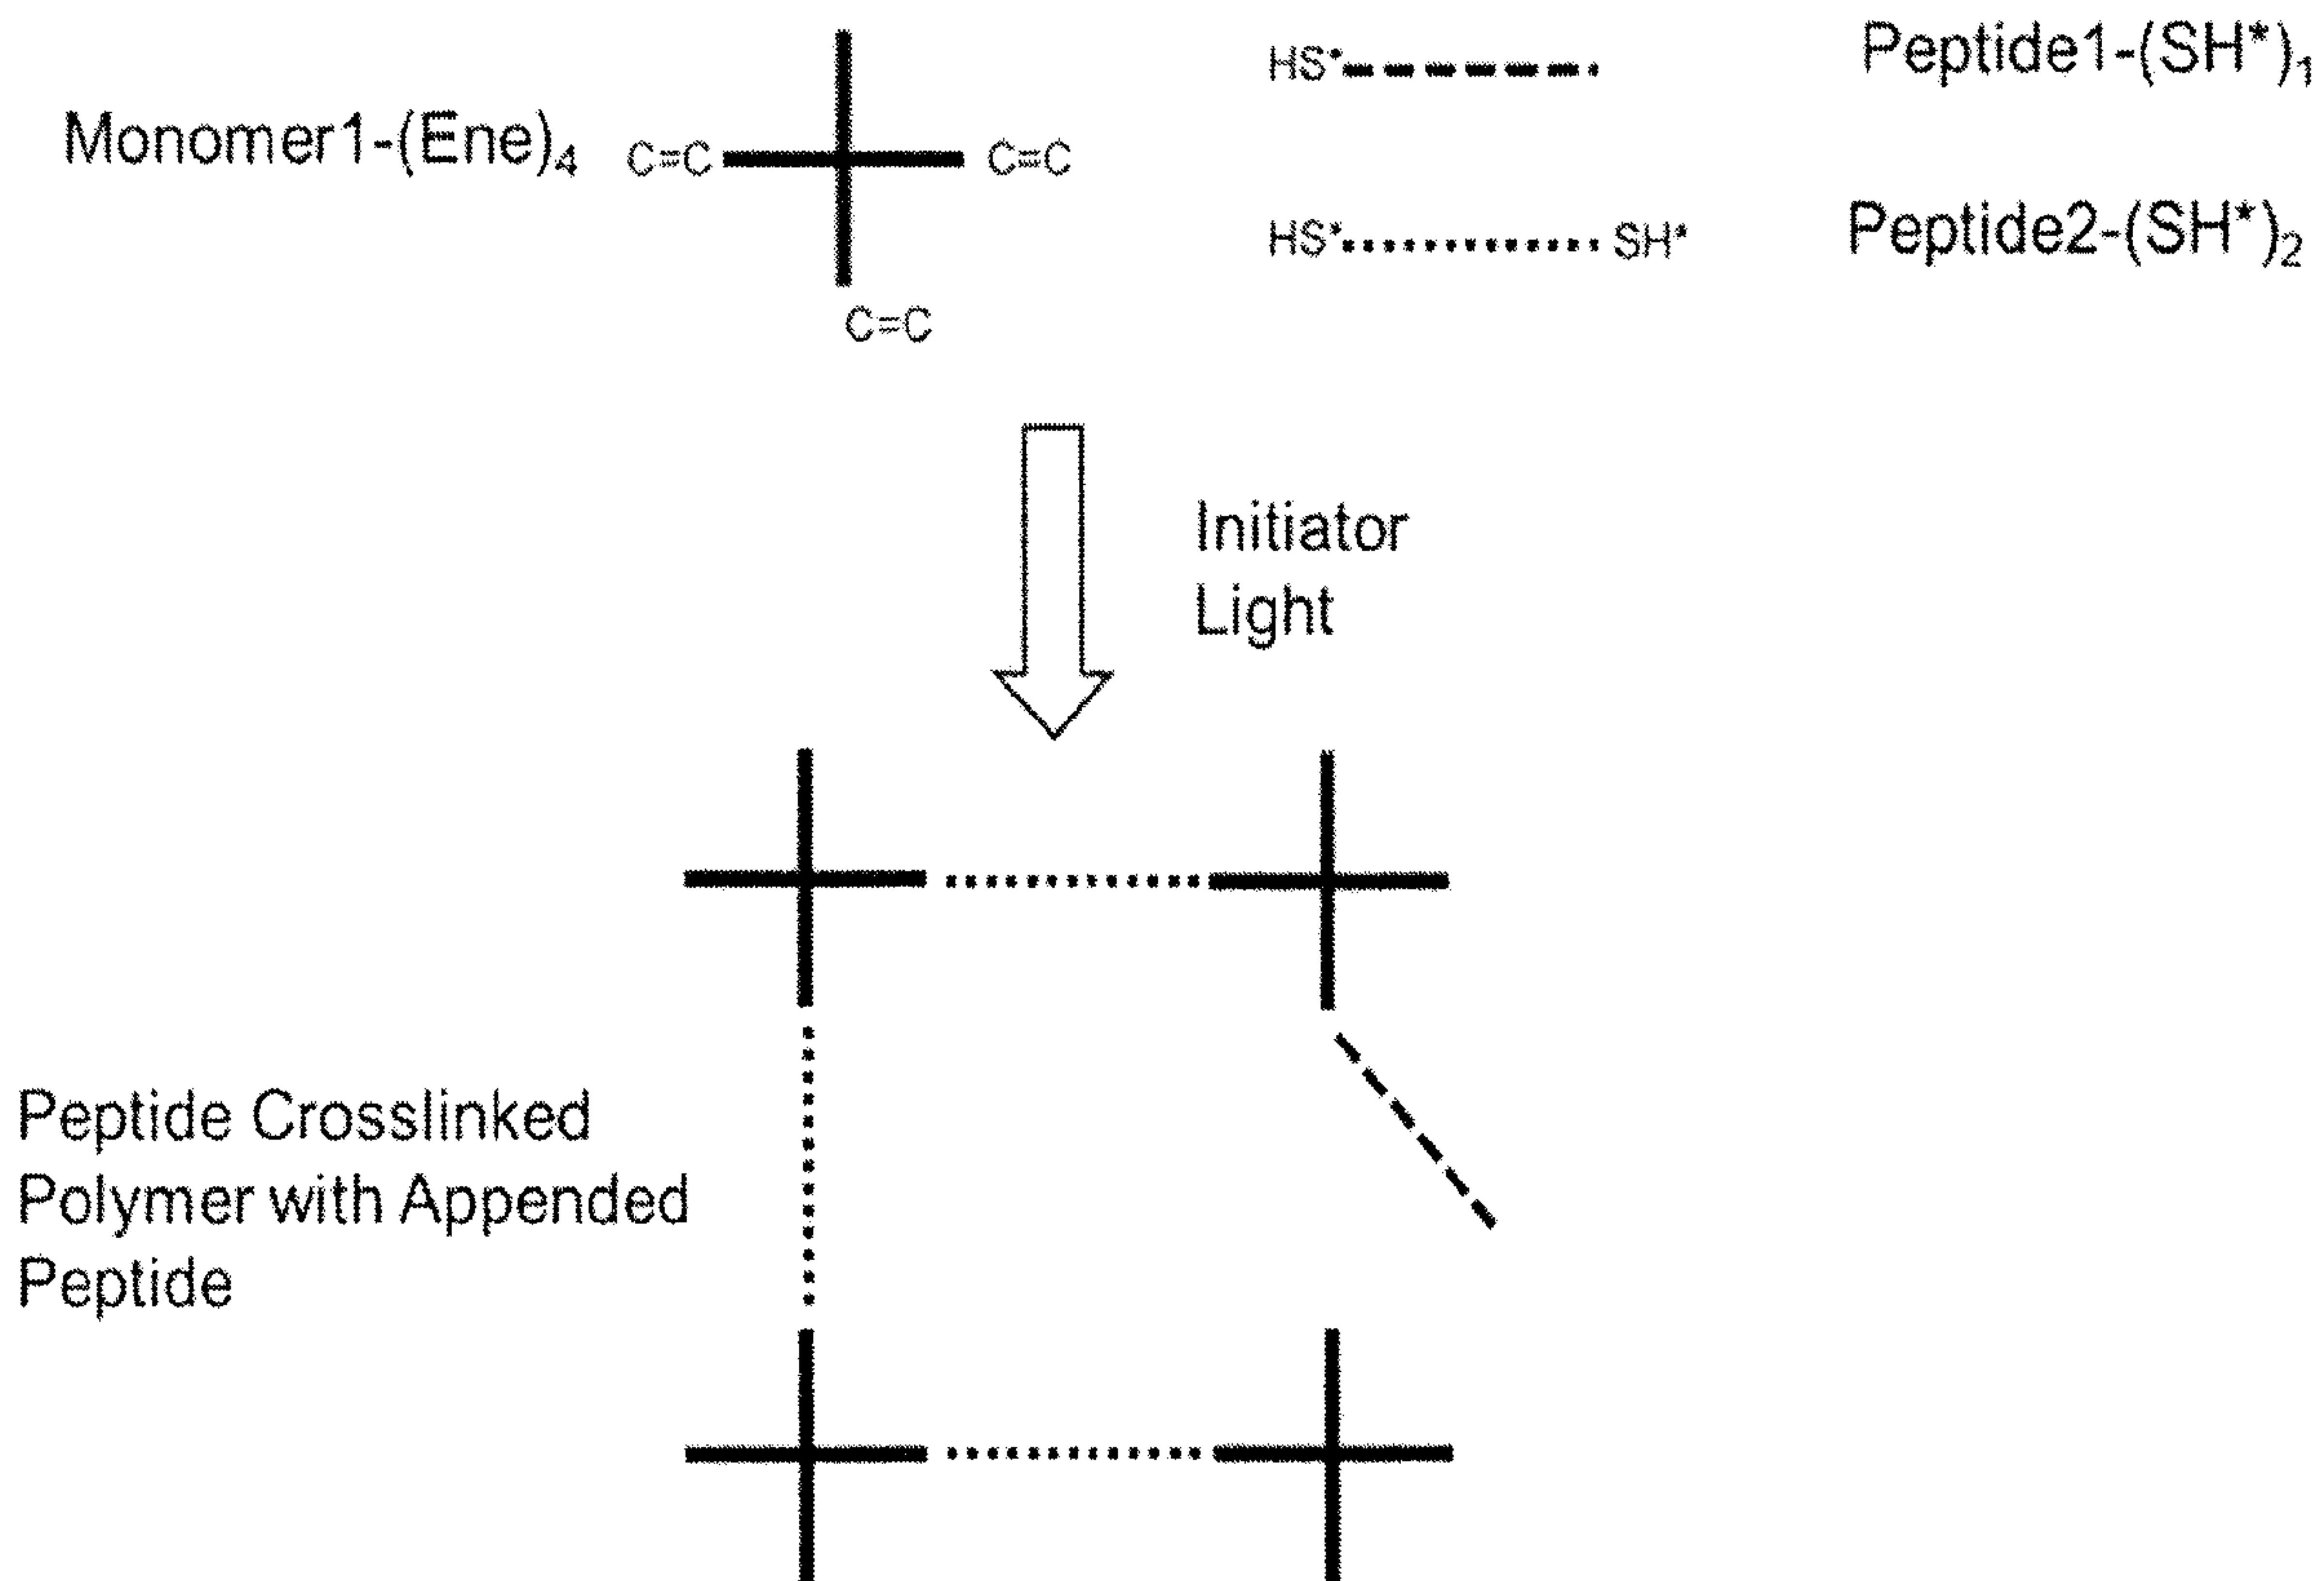 Monomer1-(Ene)4
C=C
C=C
C=C
HS*
Peptide1-(SH*)1
HS*
SH*
Peptide2-(SH*)2
Initiator
Light
Peptide Crosslinked
Polymer with Appended
Peptide